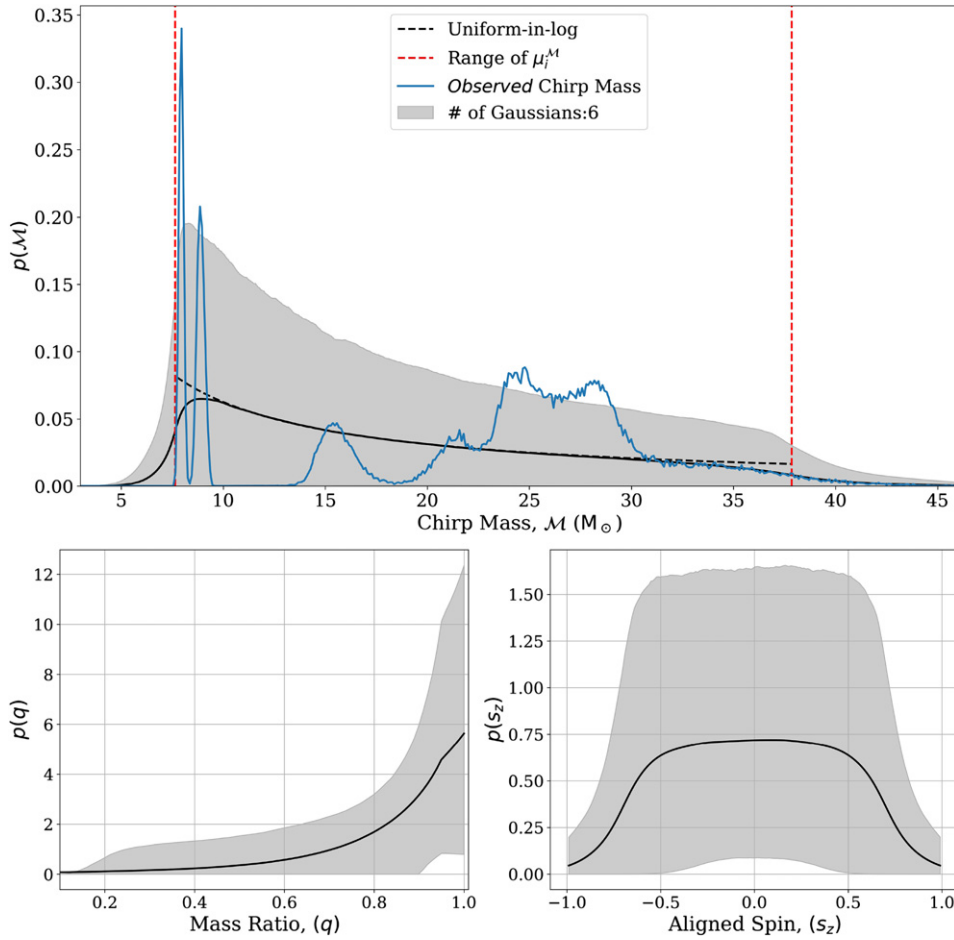 0.35
0.30
0.25
0.20
0.15
0.10
0.05
0.00
p(ℳ)
Uniform-in-log
Range of μᵢᴹ
Observed Chirp Mass
# of Gaussians:6
5 10 15 20 25 30 35 40 45
Chirp Mass, ℳ (M⊙)
12
10
8
6
4
2
0
p(q)
0.2 0.4 0.6 0.8 1.0
Mass Ratio, (q)
1.50
1.25
1.00
0.75
0.50
0.25
0.00
p(s_z)
−1.0 −0.5 0.0 0.5 1.0
Aligned Spin, (s_z)